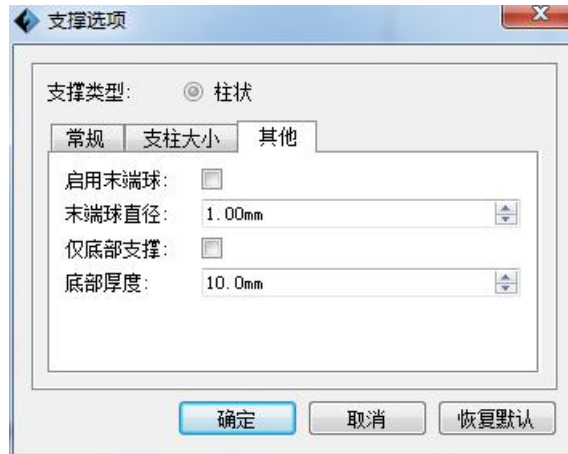 支撑选项
支撑类型: 柱状
常规 支柱大小 其他
启用末端球:
末端球直径: 1.00mm
仅底部支撑:
底部厚度: 10.0mm
确定 取消 恢复默认